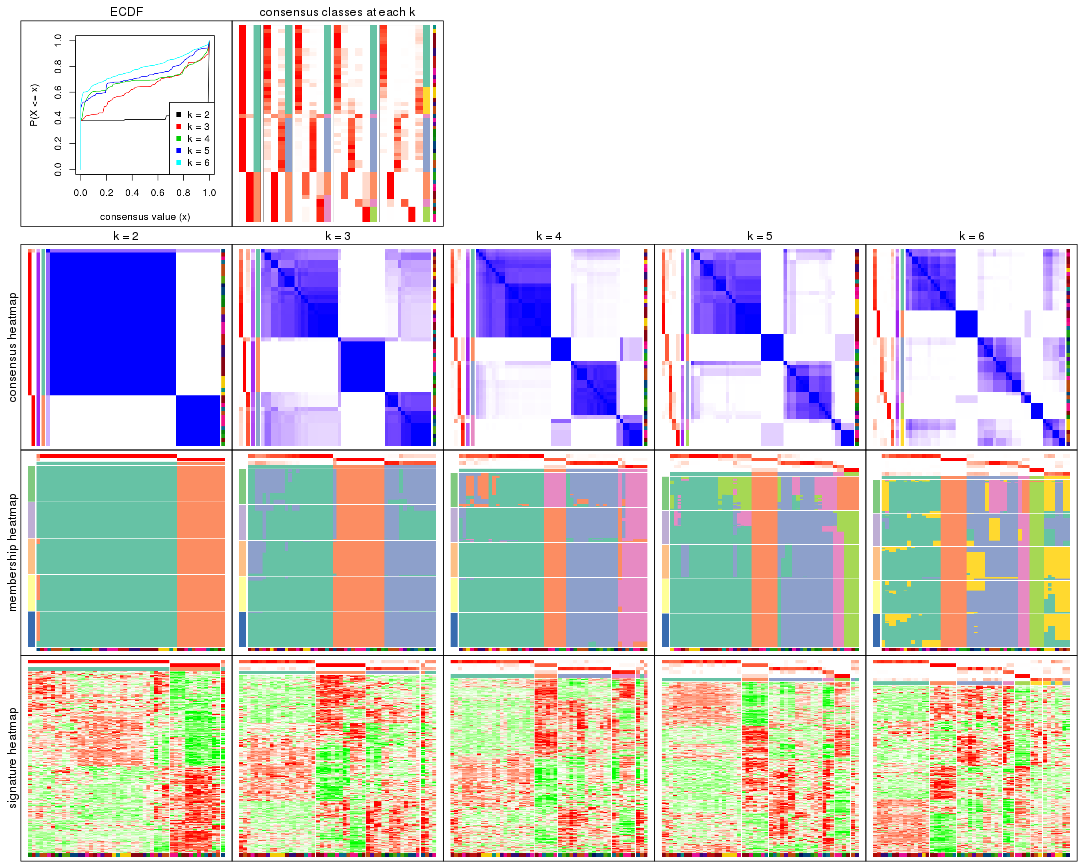 ECDF
consensus classes at each k
P(X <= x)
0.0 0.2 0.4 0.6 0.8 1.0
k = 2
k = 3
k = 4
k = 5
k = 6
0.0 0.2 0.4 0.6 0.8 1.0
consensus value (x)
k = 2
k = 3
k = 4
k = 5
k = 6
consensus heatmap
membership heatmap
signature heatmap